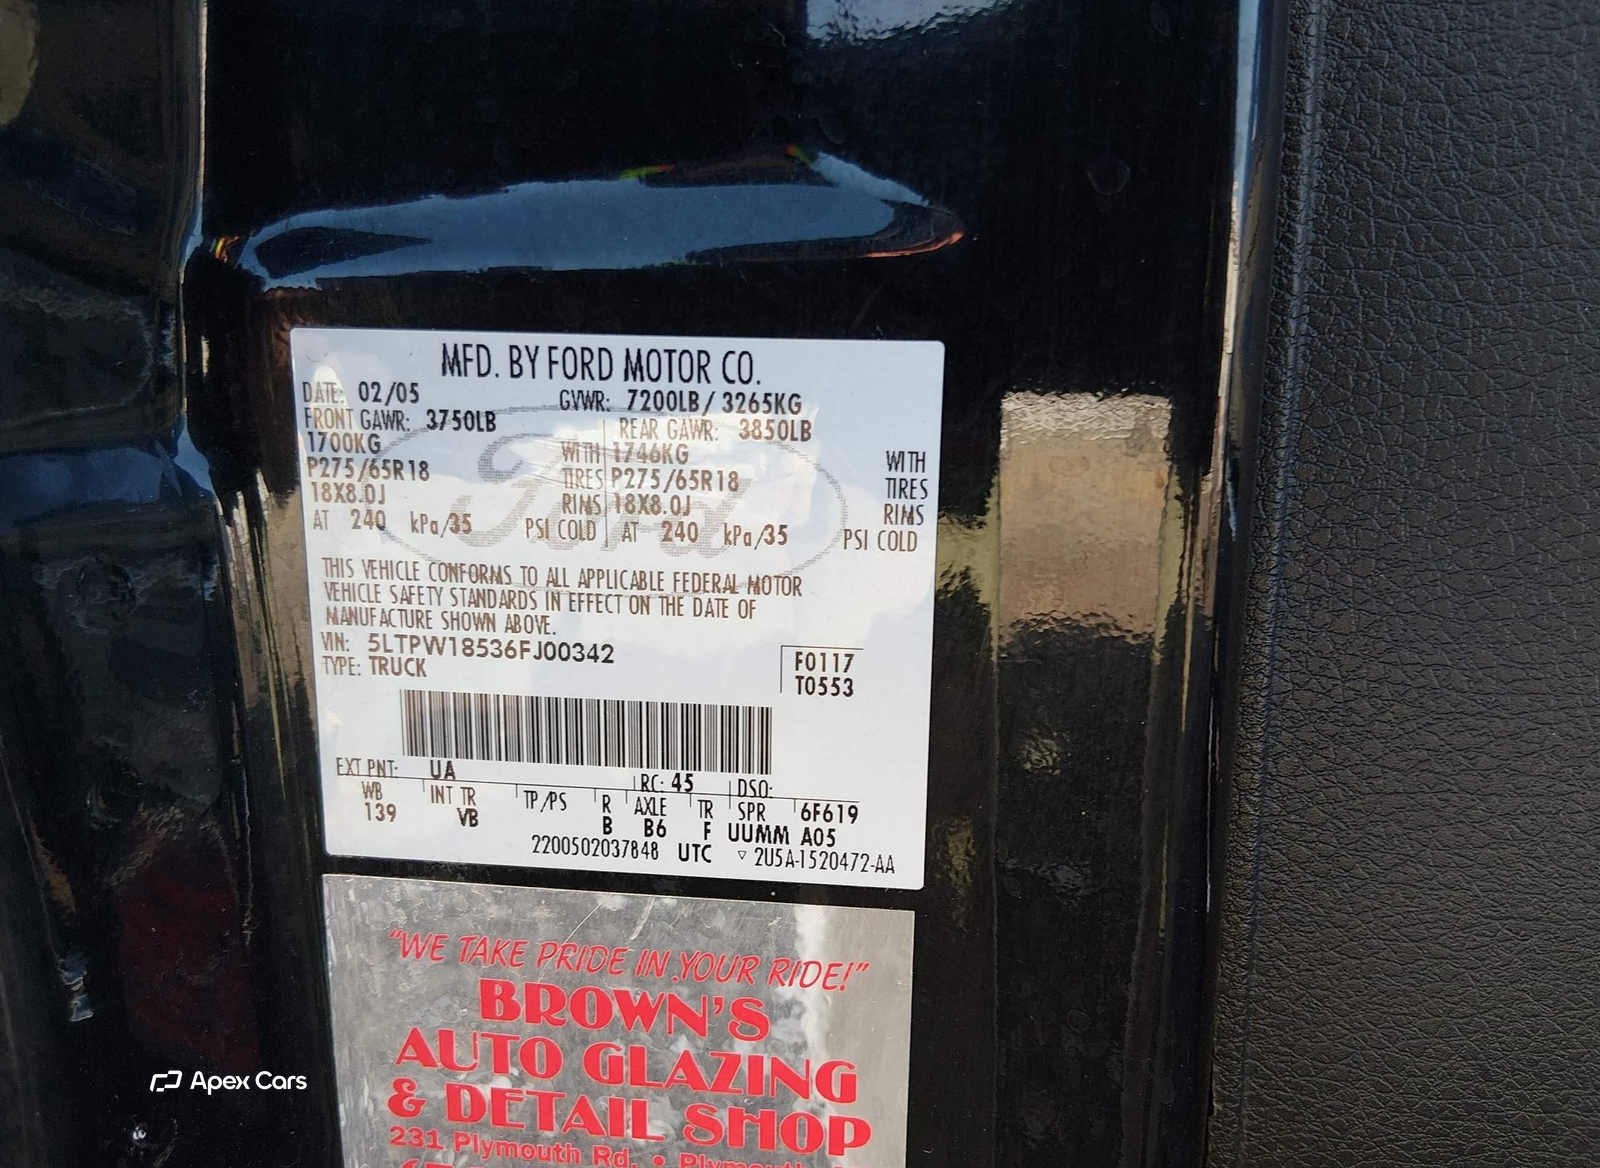 MFD. BY FORD MOTOR CO.
DATE: 02/05 GVWR: 7200LB/ 3265KG
FRONT GAWR: 3750LB REAR GAWR: 3850LB
1700KG WITH 1746KG WITH
P275/65R18 TIRES P275/65R18 TIRES
18X8.0J RIMS 18X8.0J RIMS
AT 240 kPa/35 PSI COLD AT 240 kPa/35 PSI COLD
Ford
THIS VEHICLE CONFORMS TO ALL APPLICABLE FEDERAL MOTOR
VEHICLE SAFETY STANDARDS IN EFFECT ON THE DATE OF
MANUFACTURE SHOWN ABOVE.
VIN: 5LTPW18536FJ00342
TYPE: TRUCK
F0117
T0553
EXT PNT: UA RC: 45 DSO:
WB INT TR TP/PS R AXLE TR SPR 6F619
139 VB B B6 F UUMM A05
2200502037848 UTC ▽ 2U5A-1520472-AA
"WE TAKE PRIDE IN YOUR RIDE!"
BROWN'S
AUTO GLAZING
& DETAIL SHOP
231 Plymouth Rd. •
Apex Cars